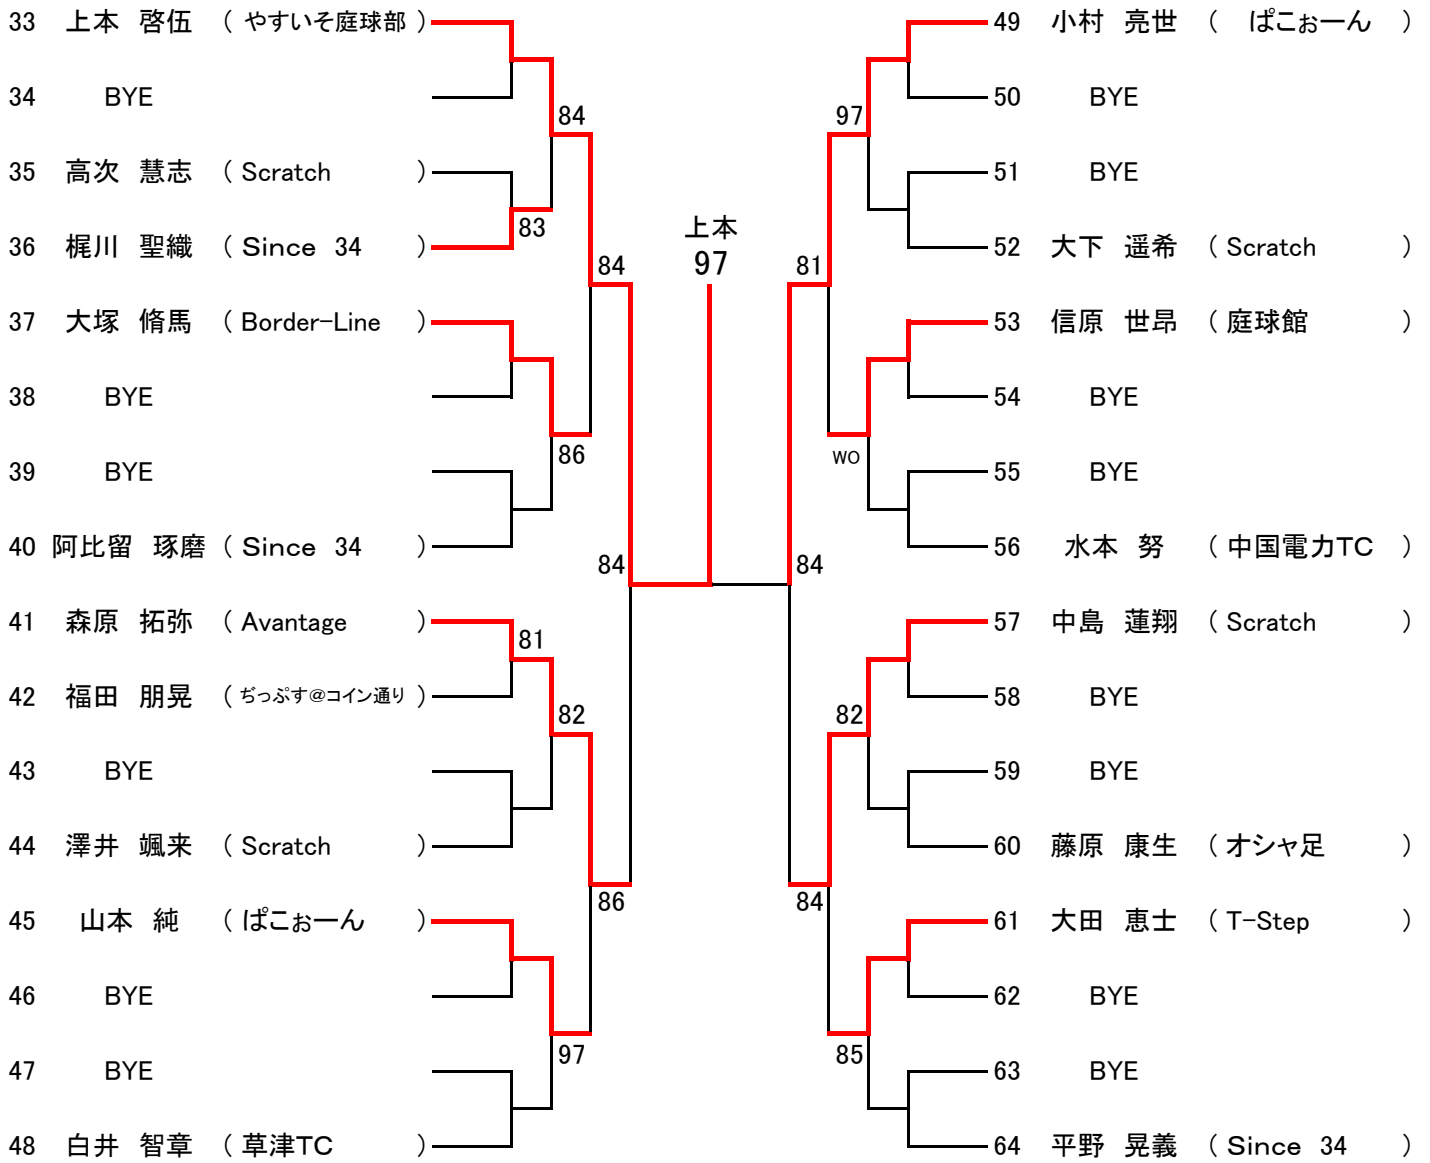 33 上本 啓伍 ( やすいそ庭球部 )
34 BYE
84
35 高次 慧志 ( Scratch )
83
36 梶川 聖織 ( Since 34 )
84
37 大塚 脩馬 ( Border-Line )
38 BYE
86
39 BYE
40 阿比留 琢磨 ( Since 34 )
84
41 森原 拓弥 ( Avantage )
81
42 福田 朋晃 ( ぢっぷす@コイン通り )
82
43 BYE
44 澤井 颯来 ( Scratch )
86
45 山本 純 ( ぱこぉーん )
46 BYE
97
47 BYE
48 白井 智章 ( 草津TC )
上本
97
49 小村 亮世 ( ぱこぉーん )
50 BYE
97
51 BYE
52 大下 遥希 ( Scratch )
81
53 信原 世昂 ( 庭球館 )
54 BYE
WO
55 BYE
56 水本 努 ( 中国電力TC )
84
57 中島 蓮翔 ( Scratch )
58 BYE
82
59 BYE
60 藤原 康生 ( オシャ足 )
84
61 大田 恵士 ( T-Step )
62 BYE
85
63 BYE
64 平野 晃義 ( Since 34 )